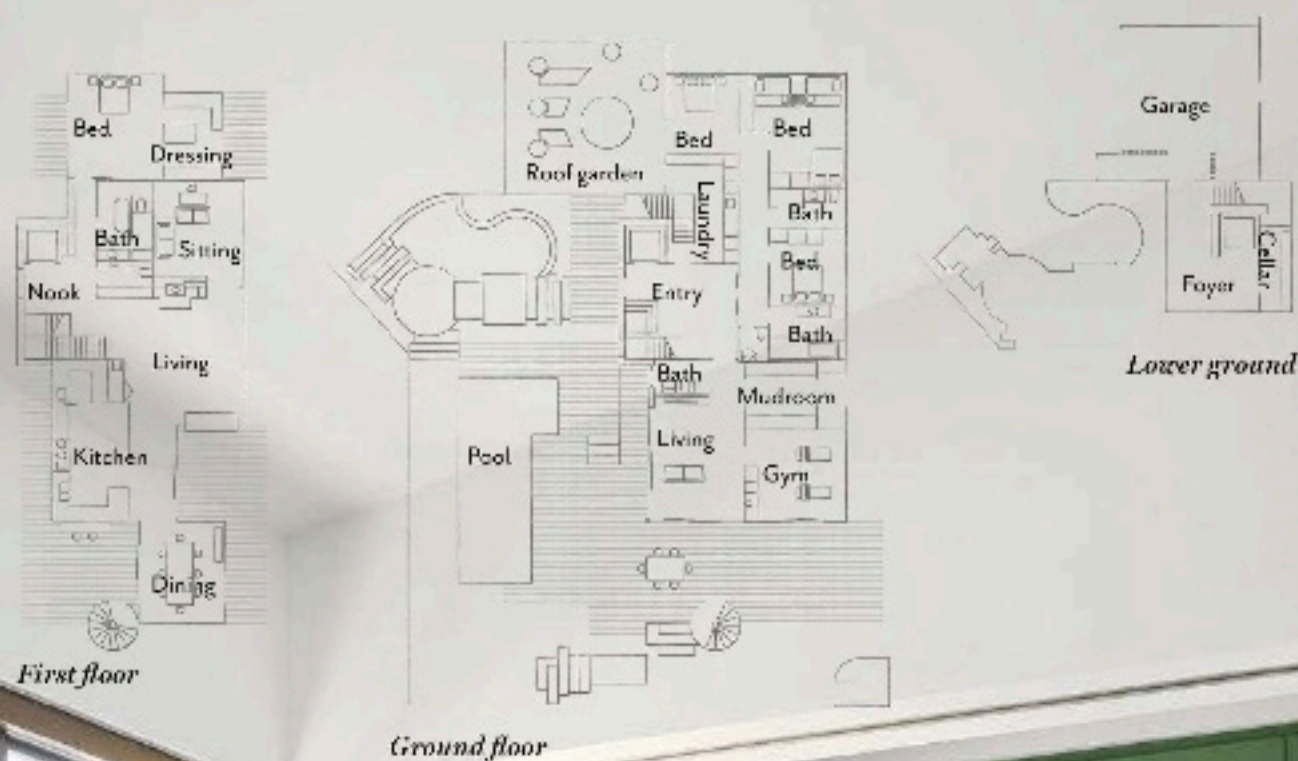 Bed
Dressing
Bath
Sitting
Nook
Living
Kitchen
Dining
First floor
Roof garden
Bed
Bed
Laundry
Bath
Bed
Entry
Bath
Bath
Mudroom
Living
Pool
Gym
Ground floor
Garage
Cellar
Foyer
Lower ground